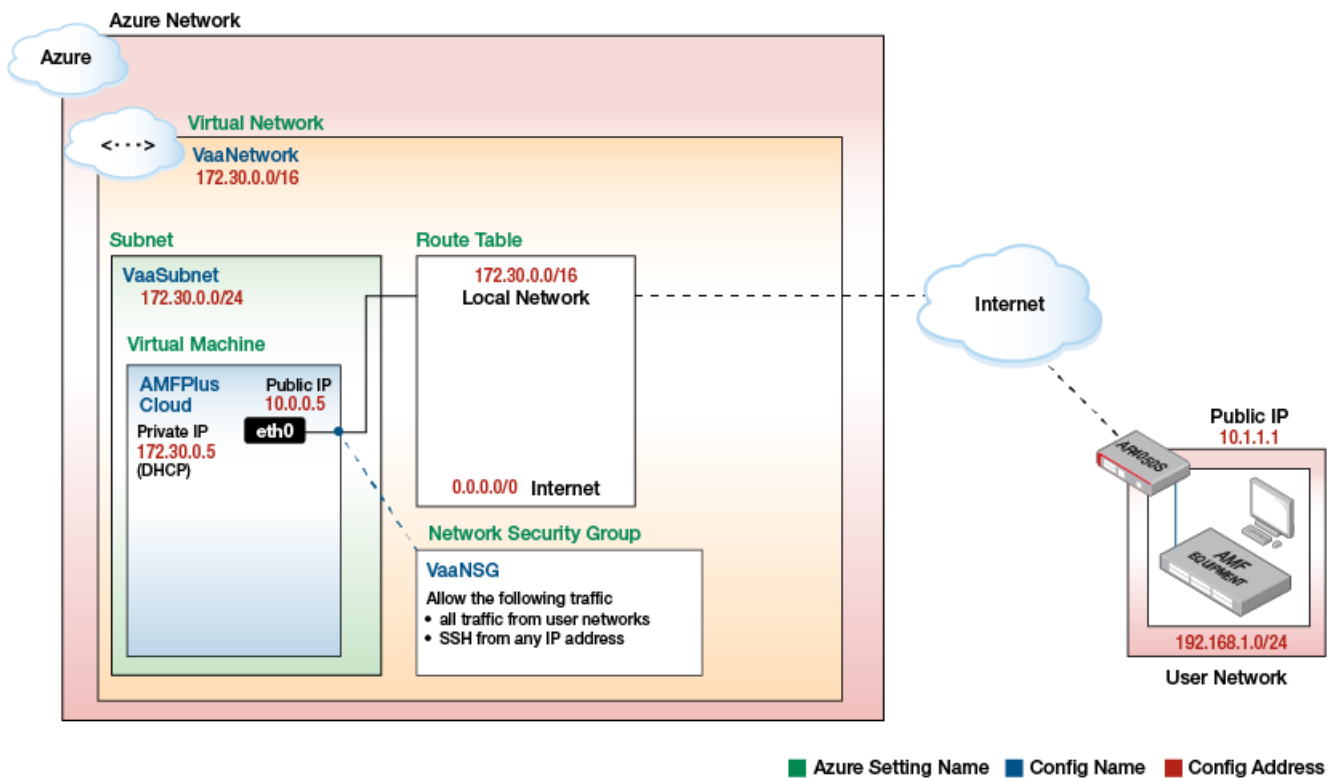 Azure Network
Azure
<···>
Virtual Network
VaaNetwork
172.30.0.0/16
Subnet
VaaSubnet
172.30.0.0/24
Virtual Machine
AMFPlus
Cloud
Public IP
10.0.0.5
Private IP
172.30.0.5
(DHCP)
eth0
Route Table
172.30.0.0/16
Local Network
0.0.0.0/0 Internet
Network Security Group
VaaNSG
Allow the following traffic
• all traffic from user networks
• SSH from any IP address
Internet
Public IP
10.1.1.1
AR4050S
AMF
EQUIPMENT
192.168.1.0/24
User Network
Azure Setting Name
Config Name
Config Address